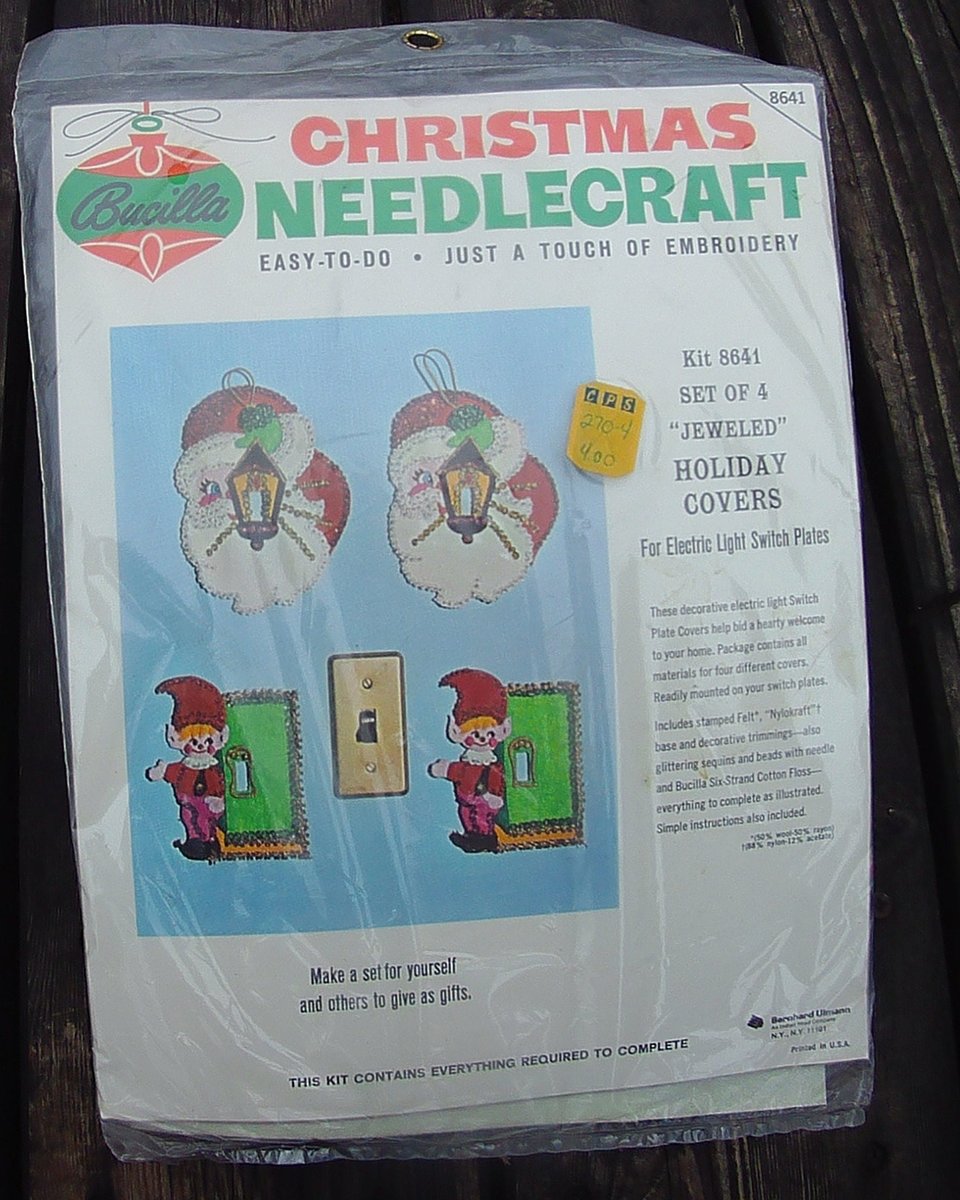 8641
Bucilla
CHRISTMAS
NEEDLECRAFT
EASY-TO-DO • JUST A TOUCH OF EMBROIDERY
Kit 8641
SET OF 4
"JEWELED"
HOLIDAY
COVERS
For Electric Light Switch Plates
CPS
270-4
4.00
These decorative electric light Switch
Plate Covers help bid a hearty welcome
to your home. Package contains all
materials for four different covers.
Readily mounted on your switch plates.
Includes stamped Felt*, "Nylokraft"†
base and decorative trimmings—also
glittering sequins and beads with needle
and Bucilla Six-Strand Cotton Floss—
everything to complete as illustrated.
Simple instructions also included.
*(50% wool-50% rayon)
†(88% nylon-12% acetate)
Make a set for yourself
and others to give as gifts.
Bernhard Ulmann
An Indian Head Company
N.Y., N.Y. 11101
Printed in U.S.A.
THIS KIT CONTAINS EVERYTHING REQUIRED TO COMPLETE